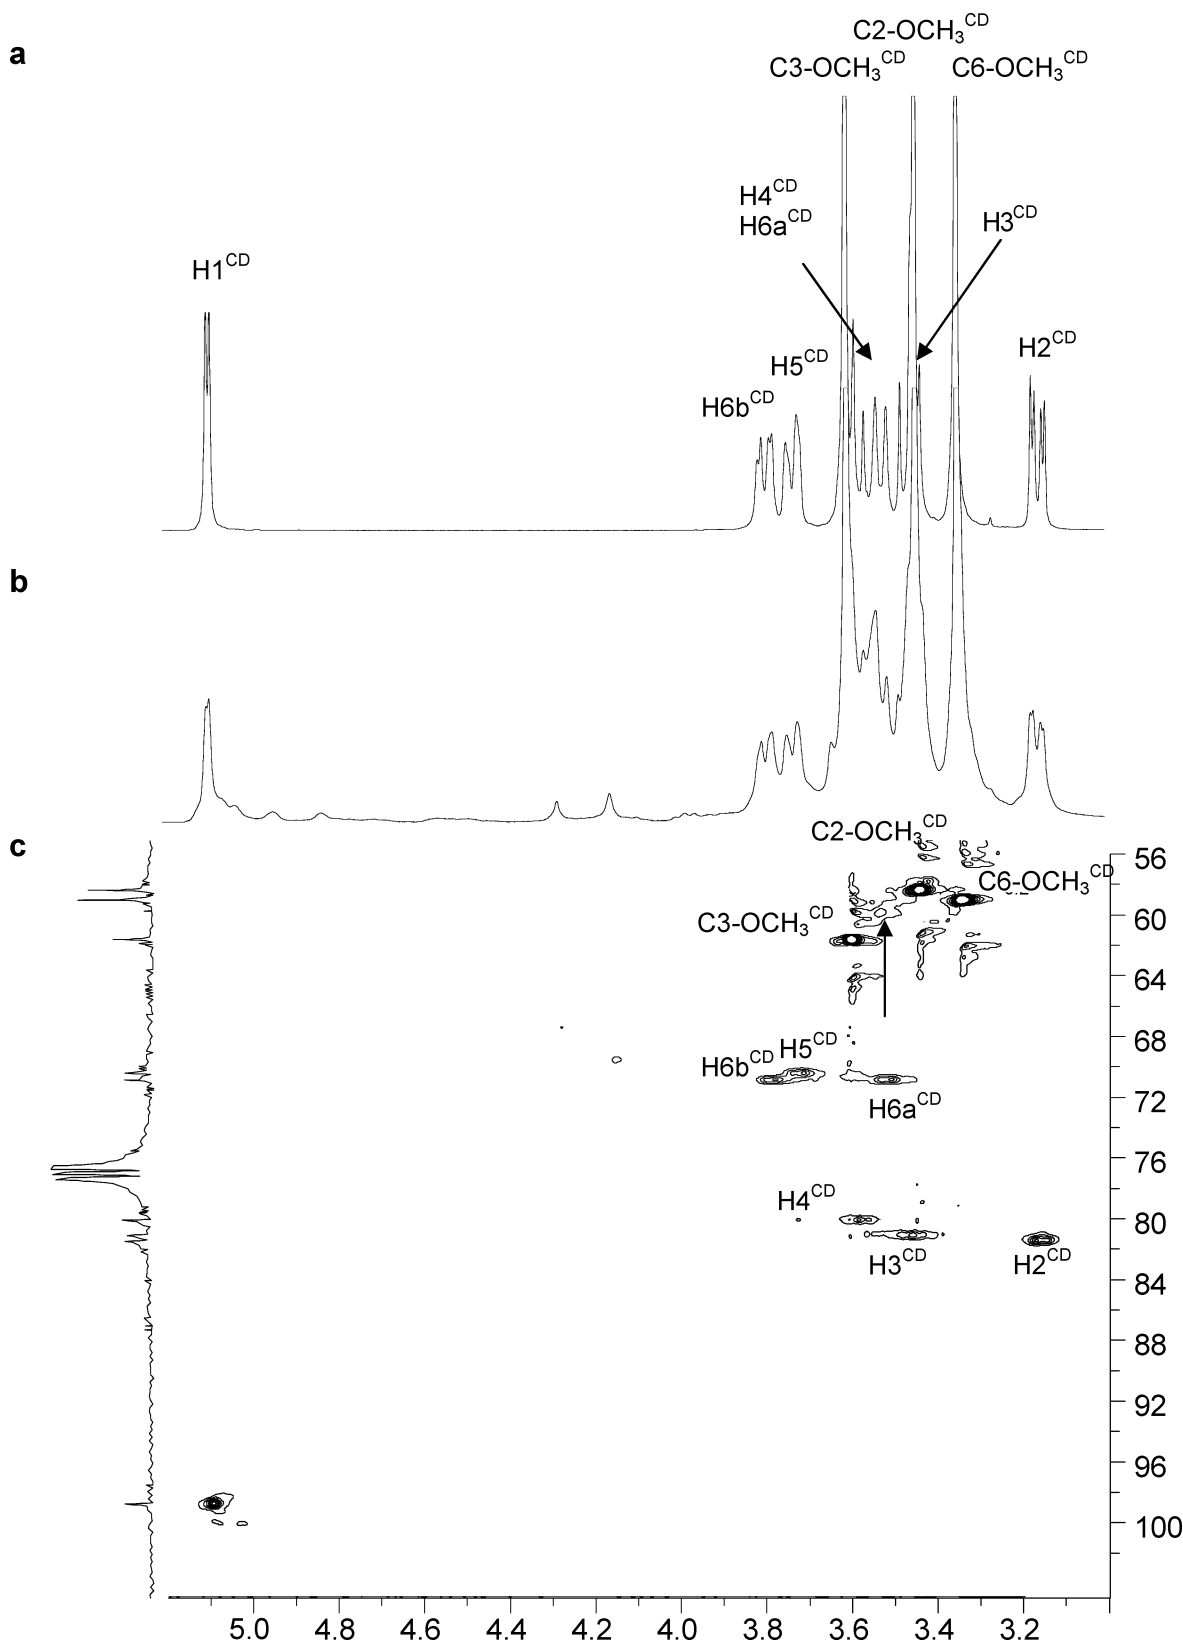 a
C2-OCH₃ᶜᴰ
C3-OCH₃ᶜᴰ C6-OCH₃ᶜᴰ
H4ᶜᴰ
H6aᶜᴰ
H3ᶜᴰ
H1ᶜᴰ
H2ᶜᴰ
H5ᶜᴰ
H6bᶜᴰ
b
c
C2-OCH₃ᶜᴰ
56
C6-OCH₃ᶜᴰ
C3-OCH₃ᶜᴰ
60
64
68
H5ᶜᴰ
H6bᶜᴰ
H6aᶜᴰ
72
76
H4ᶜᴰ
80
H3ᶜᴰ H2ᶜᴰ
84
88
92
96
100
5.0 4.8 4.6 4.4 4.2 4.0 3.8 3.6 3.4 3.2